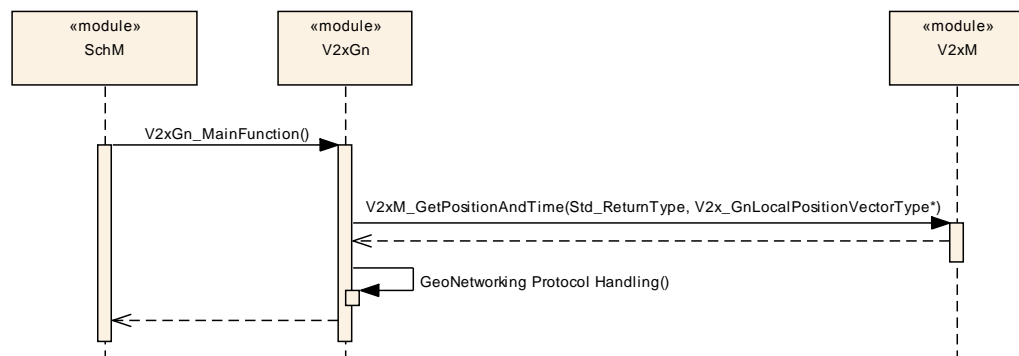 «module»
SchM
«module»
V2xGn
«module»
V2xM
V2xGn_MainFunction()
V2xM_GetPositionAndTime(Std_ReturnType, V2x_GnLocalPositionVectorType*)
GeoNetworking Protocol Handling()